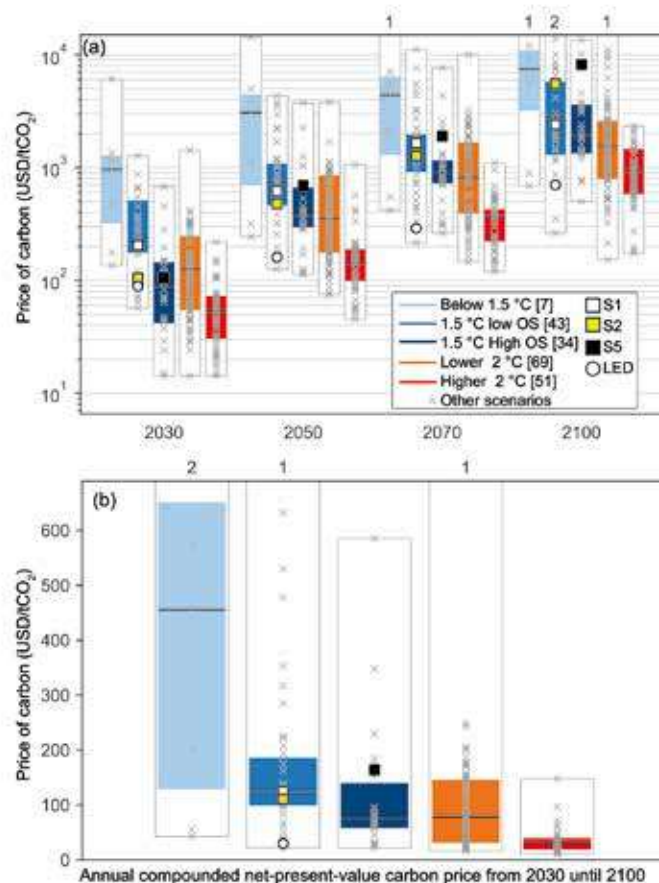 1 1 2 1
(a)
10⁴
10³
10²
10¹
Price of carbon (USD/tCO₂)
Below 1.5 °C [7]
1.5 °C low OS [43]
1.5 °C High OS [34]
Lower 2 °C [69]
Higher 2 °C [51]
Other scenarios
S1
S2
S5
LED
2030 2050 2070 2100
2 1 1
(b)
600
500
400
300
200
100
0
Price of carbon (USD/tCO₂)
Annual compounded net-present-value carbon price from 2030 until 2100